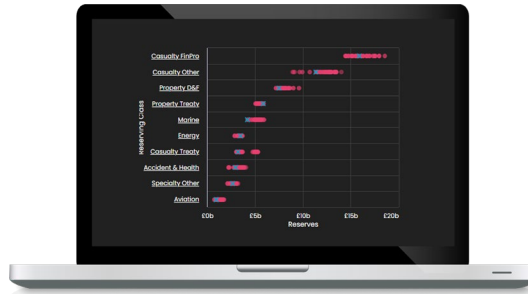 Casualty FinPro
Casualty Other
Property D&F
Property Treaty
Marine
Energy
Casualty Treaty
Accident & Health
Specialty Other
Aviation
Reserving Class
£0b £5b £10b £15b £20b
Reserves